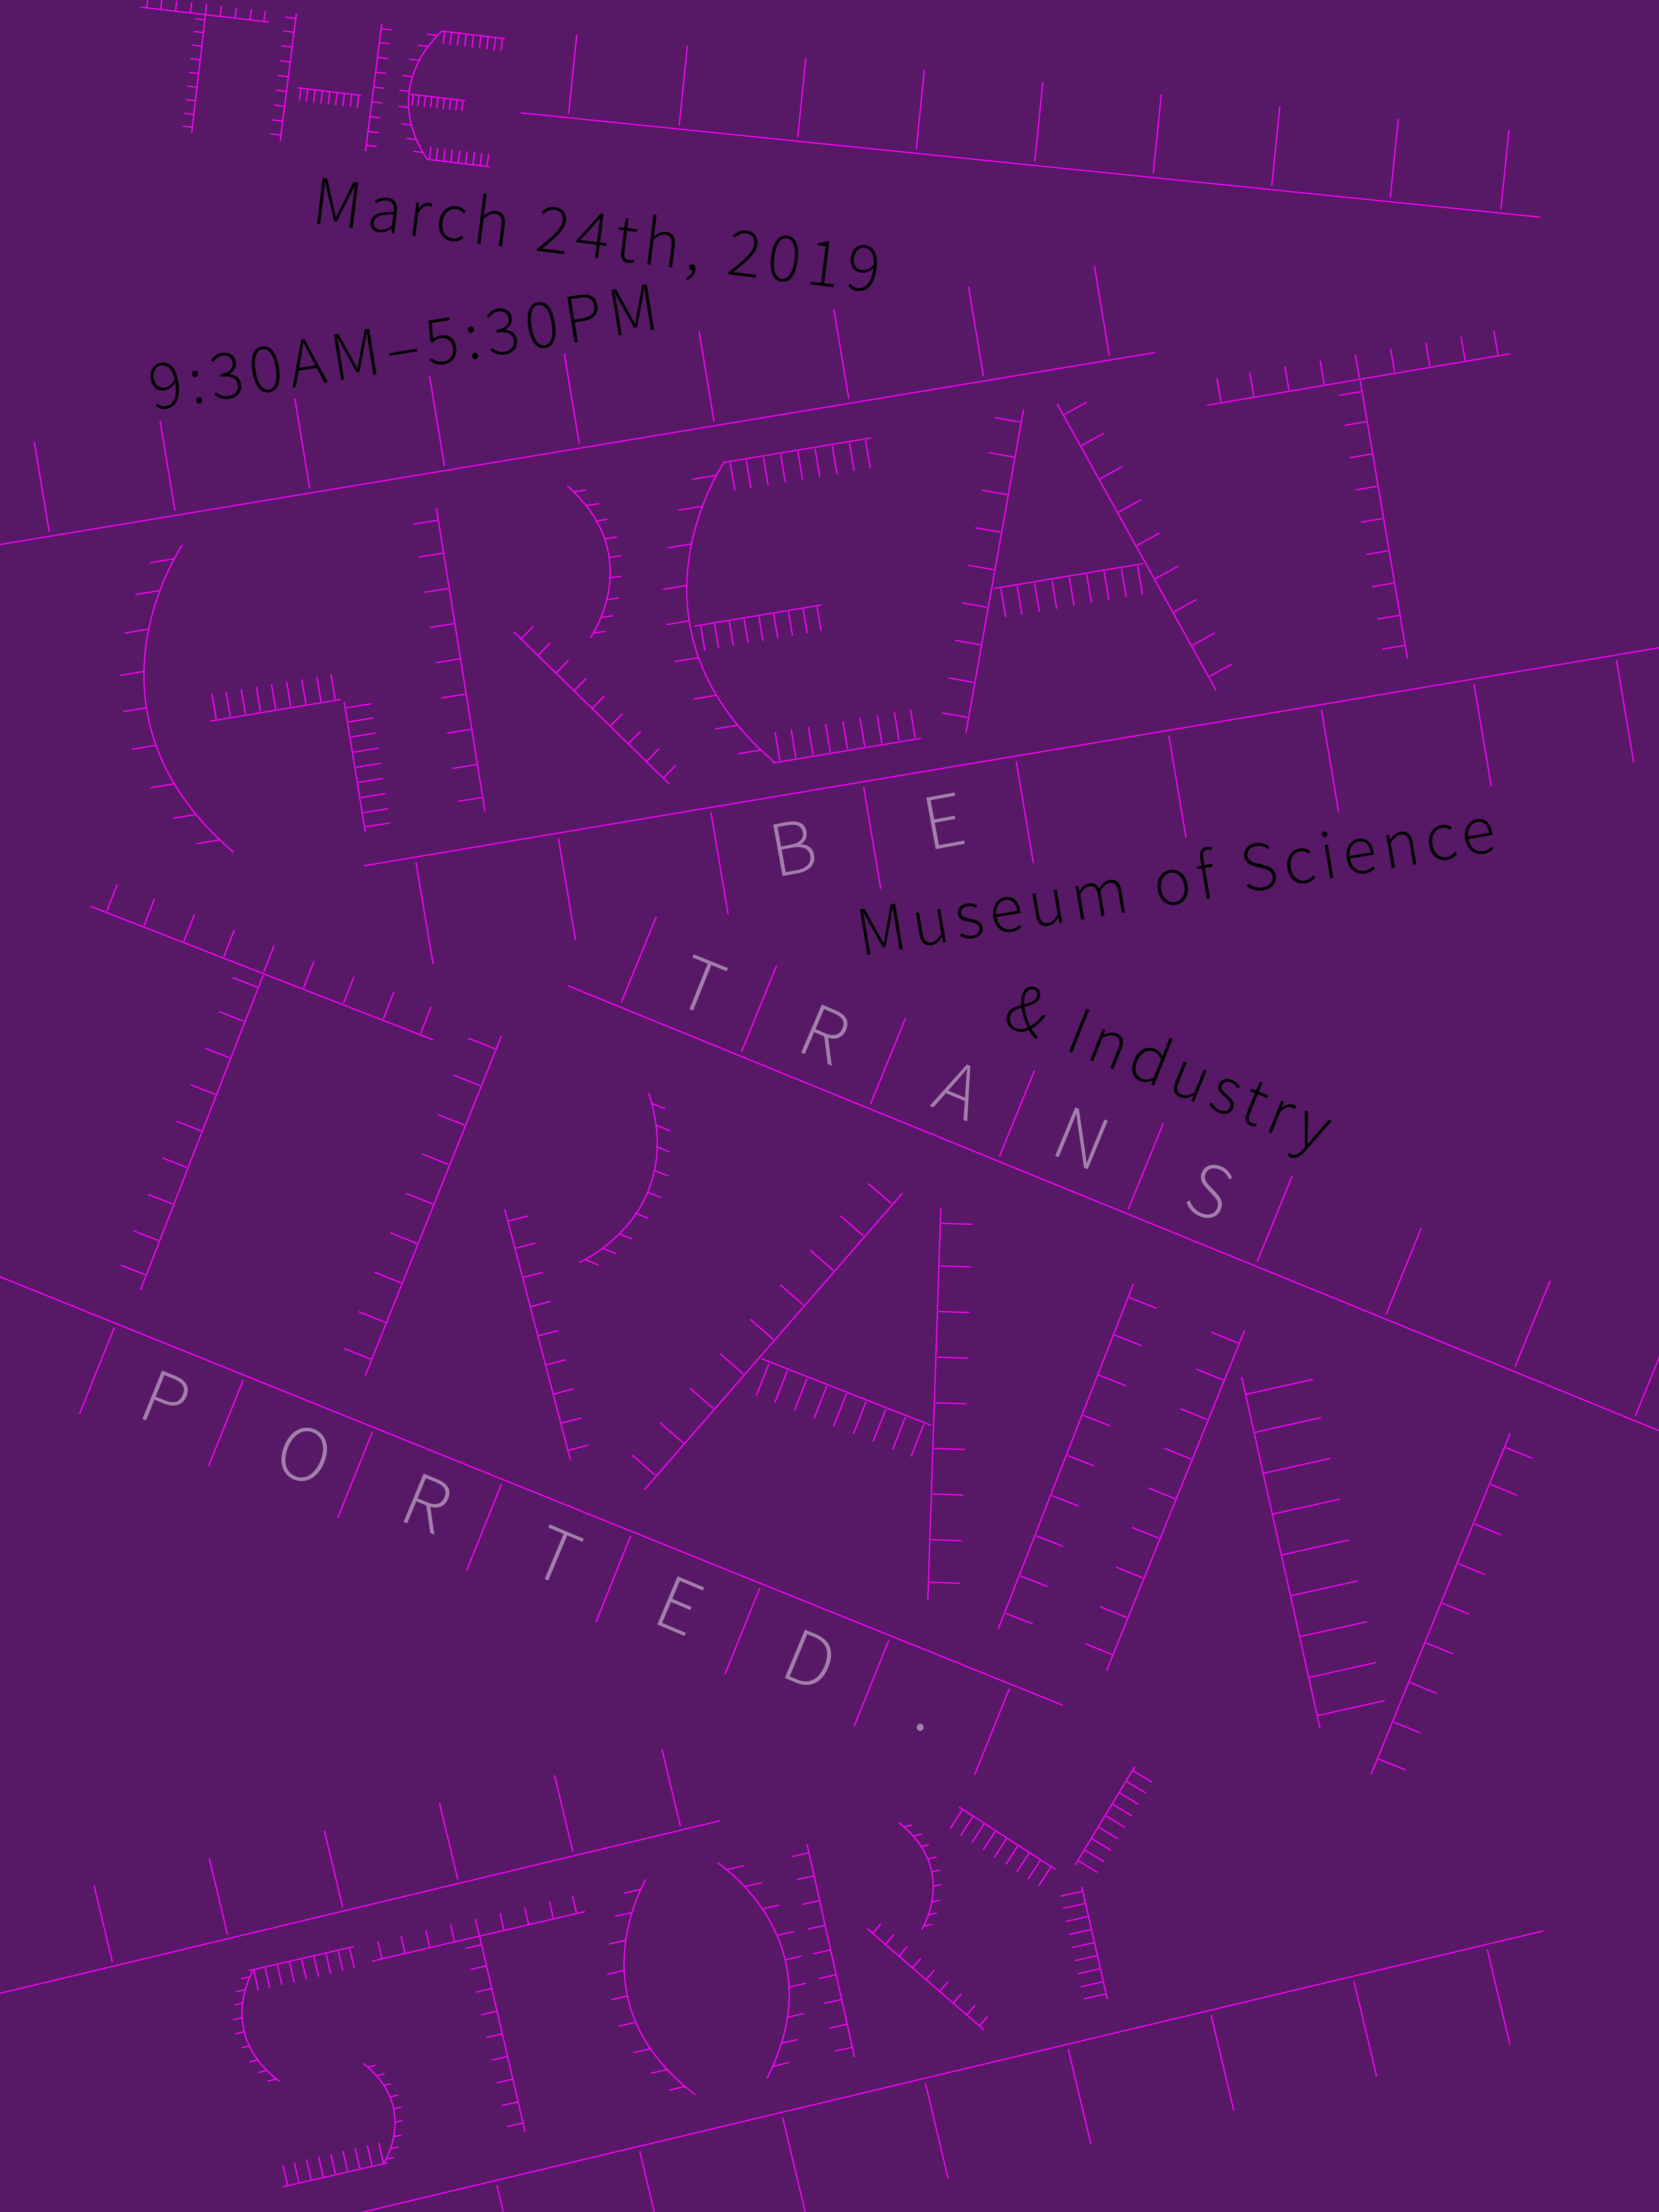 THE
March 24th, 2019
9:30AM–5:30PM
GREAT
BE
Museum of Science
& Industry
TRANS
TRAIN
PORTED.
STORY